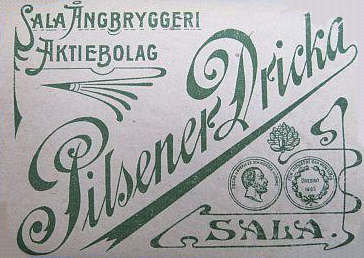 SALA ÅNGBRYGGERI
AKTIEBOLAG
Pilsener Dricka
SALA.